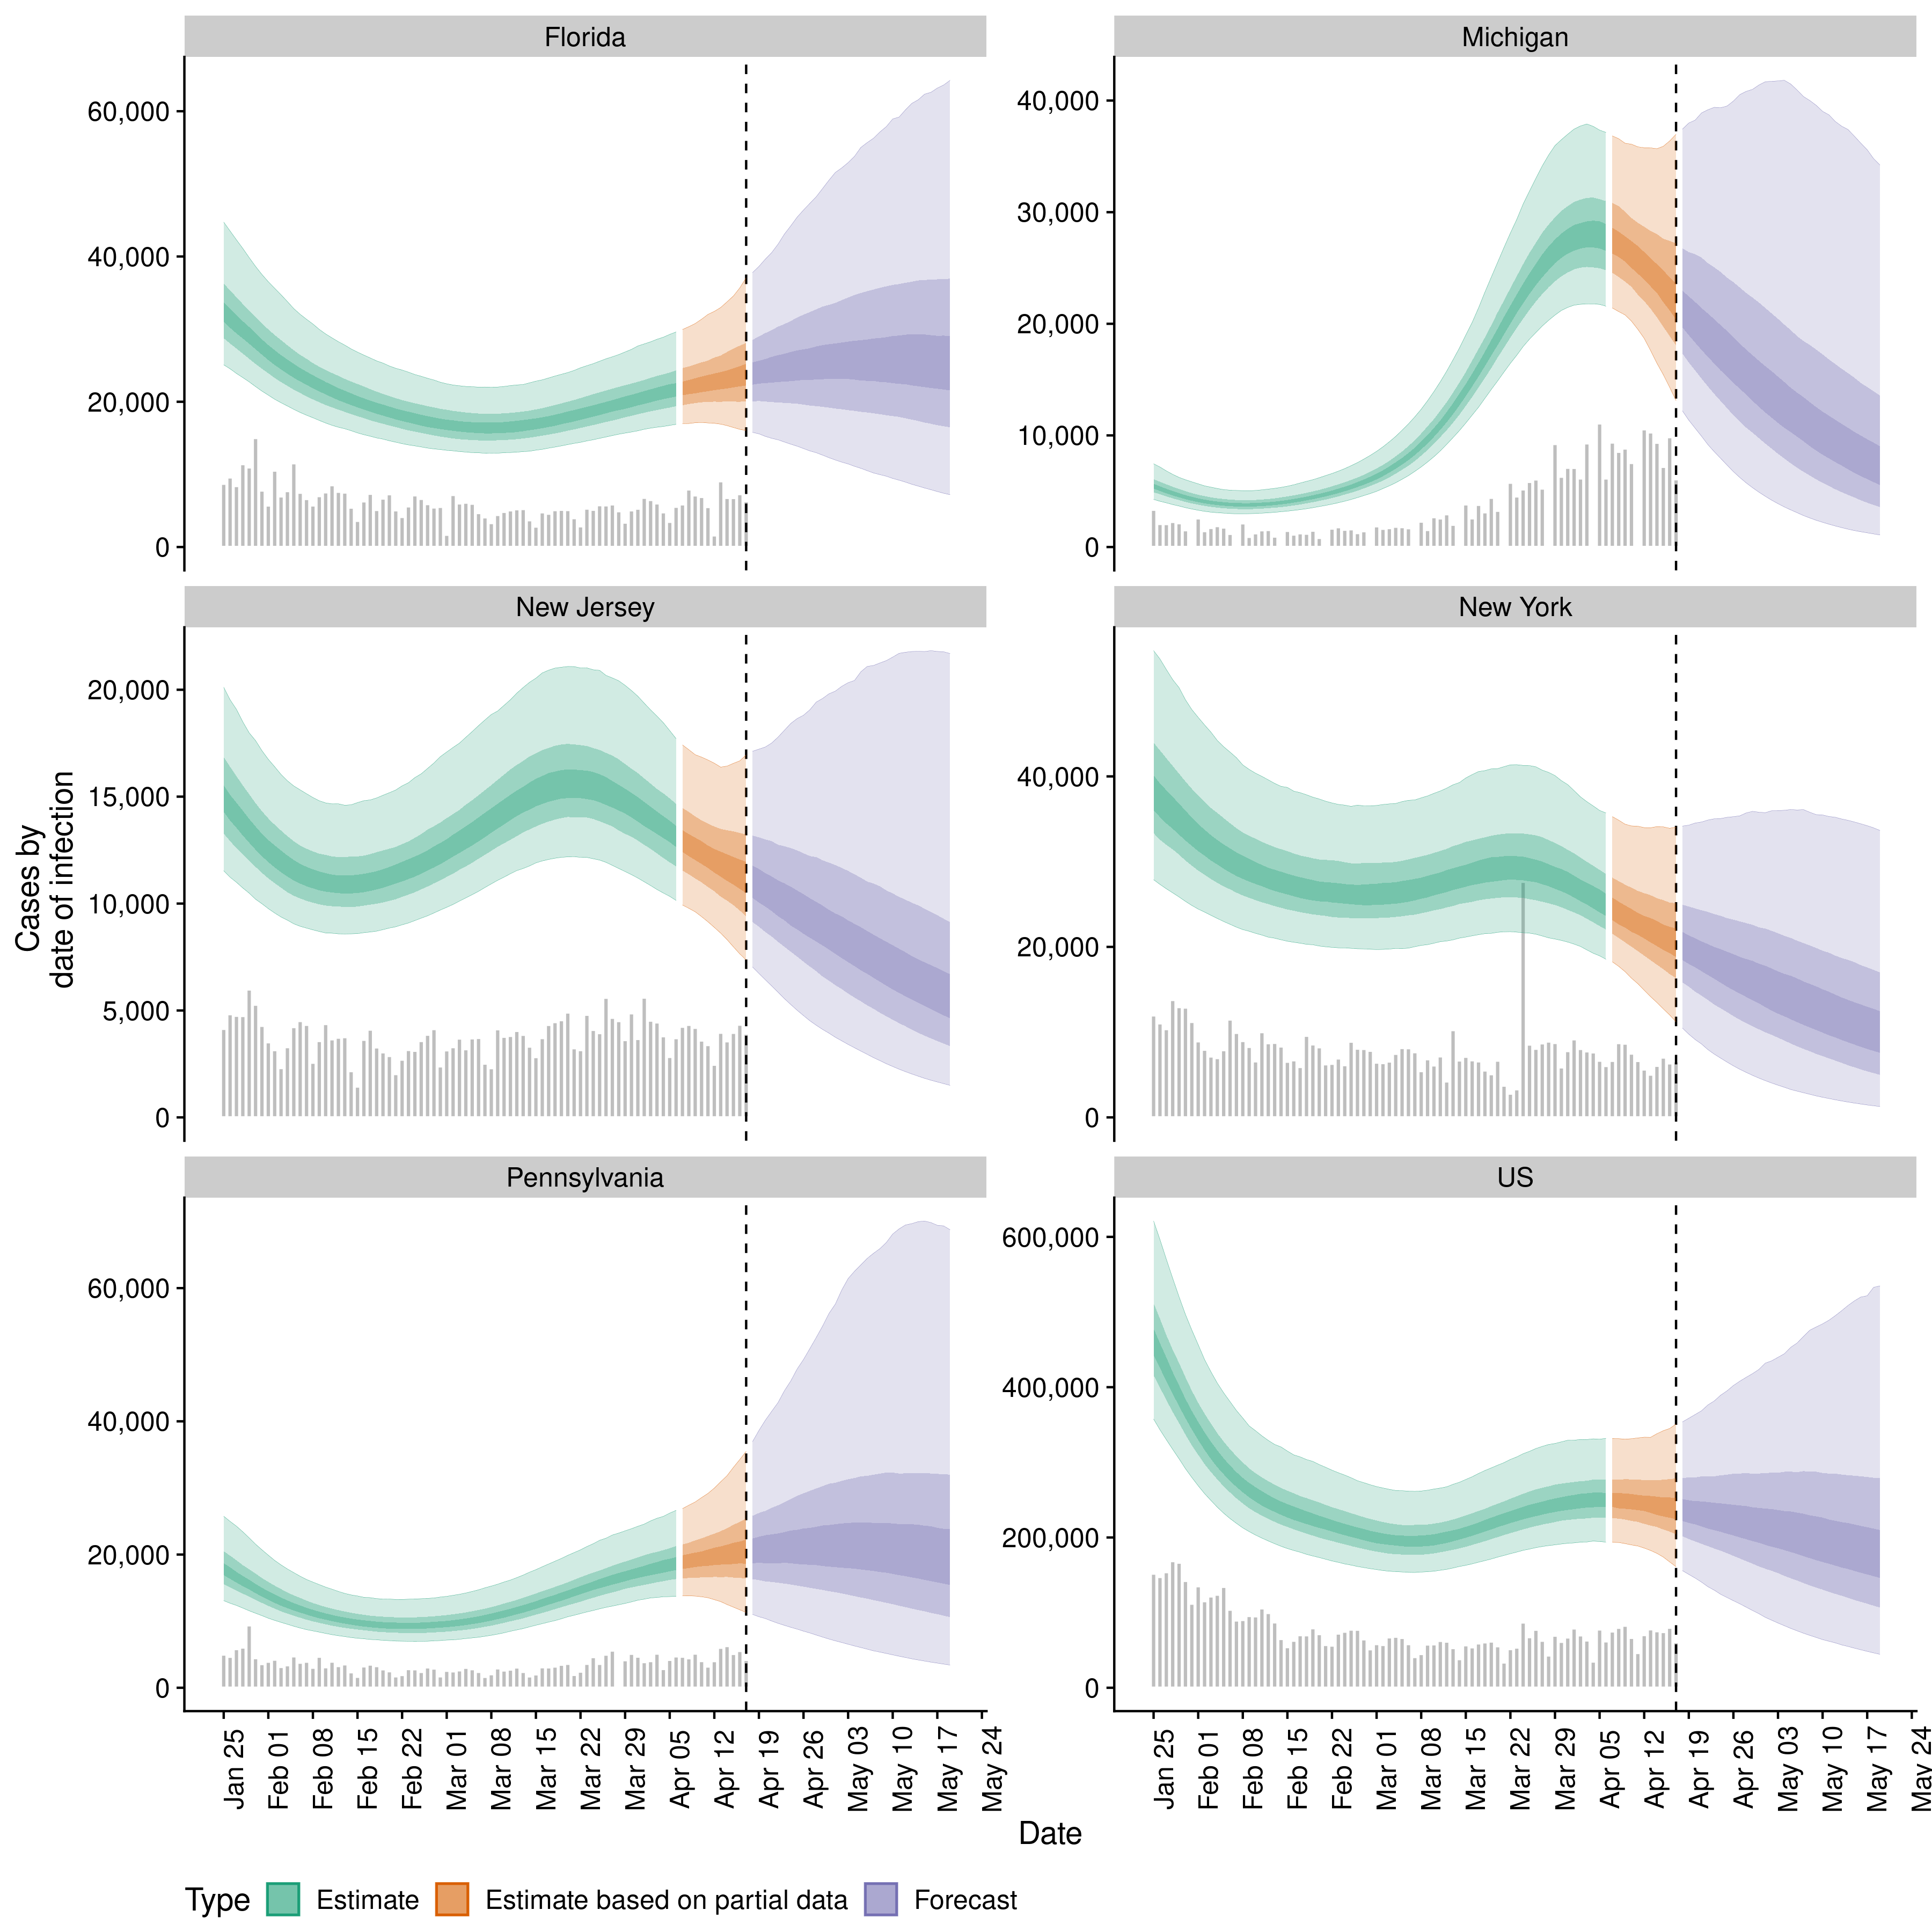 Florida
Michigan
60,000
40,000
20,000
0
40,000
30,000
20,000
10,000
0
New Jersey
New York
Cases by
date of infection
20,000
15,000
10,000
5,000
0
40,000
20,000
0
Pennsylvania
US
60,000
40,000
20,000
0
600,000
400,000
200,000
0
Jan 25
Feb 01
Feb 08
Feb 15
Feb 22
Mar 01
Mar 08
Mar 15
Mar 22
Mar 29
Apr 05
Apr 12
Apr 19
Apr 26
May 03
May 10
May 17
May 24
Jan 25
Feb 01
Feb 08
Feb 15
Feb 22
Mar 01
Mar 08
Mar 15
Mar 22
Mar 29
Apr 05
Apr 12
Apr 19
Apr 26
May 03
May 10
May 17
May 24
Date
Type Estimate Estimate based on partial data Forecast